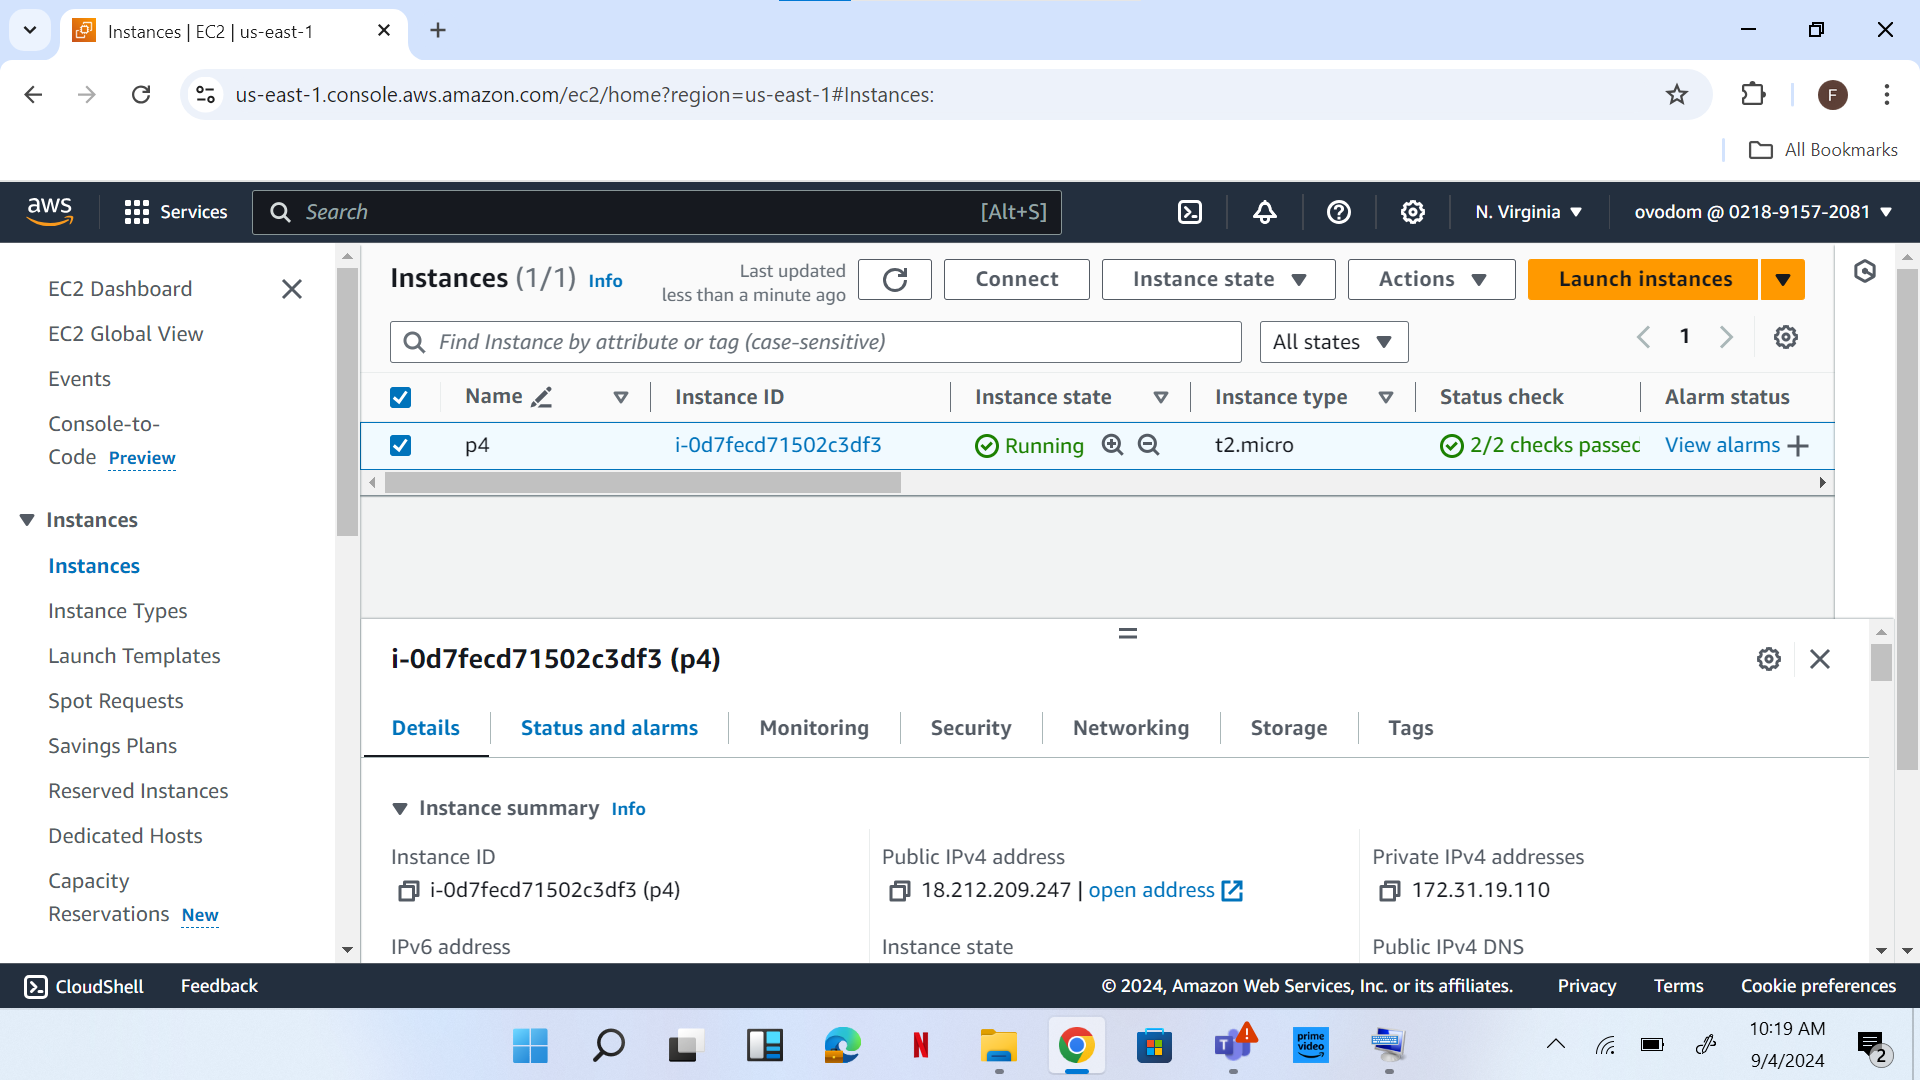 Instances | EC2 | us-east-1
us-east-1.console.aws.amazon.com/ec2/home?region=us-east-1#Instances:
F
All Bookmarks
aws
Services
Search
[Alt+S]
N. Virginia
ovodom @ 0218-9157-2081
EC2 Dashboard
EC2 Global View
Events
Console-to-
Code Preview
Instances
Instances
Instance Types
Launch Templates
Spot Requests
Savings Plans
Reserved Instances
Dedicated Hosts
Capacity
Reservations New
Instances (1/1) Info
Last updated
less than a minute ago
Connect
Instance state
Actions
Launch instances
Find Instance by attribute or tag (case-sensitive)
All states
1
Name
Instance ID
Instance state
Instance type
Status check
Alarm status
p4
i-0d7fecd71502c3df3
Running
t2.micro
2/2 checks passed
View alarms
i-0d7fecd71502c3df3 (p4)
Details
Status and alarms
Monitoring
Security
Networking
Storage
Tags
Instance summary Info
Instance ID
i-0d7fecd71502c3df3 (p4)
Public IPv4 address
18.212.209.247 | open address
Private IPv4 addresses
172.31.19.110
IPv6 address
Instance state
Public IPv4 DNS
CloudShell
Feedback
© 2024, Amazon Web Services, Inc. or its affiliates.
Privacy
Terms
Cookie preferences
N
T
prime
video
10:19 AM
9/4/2024
2